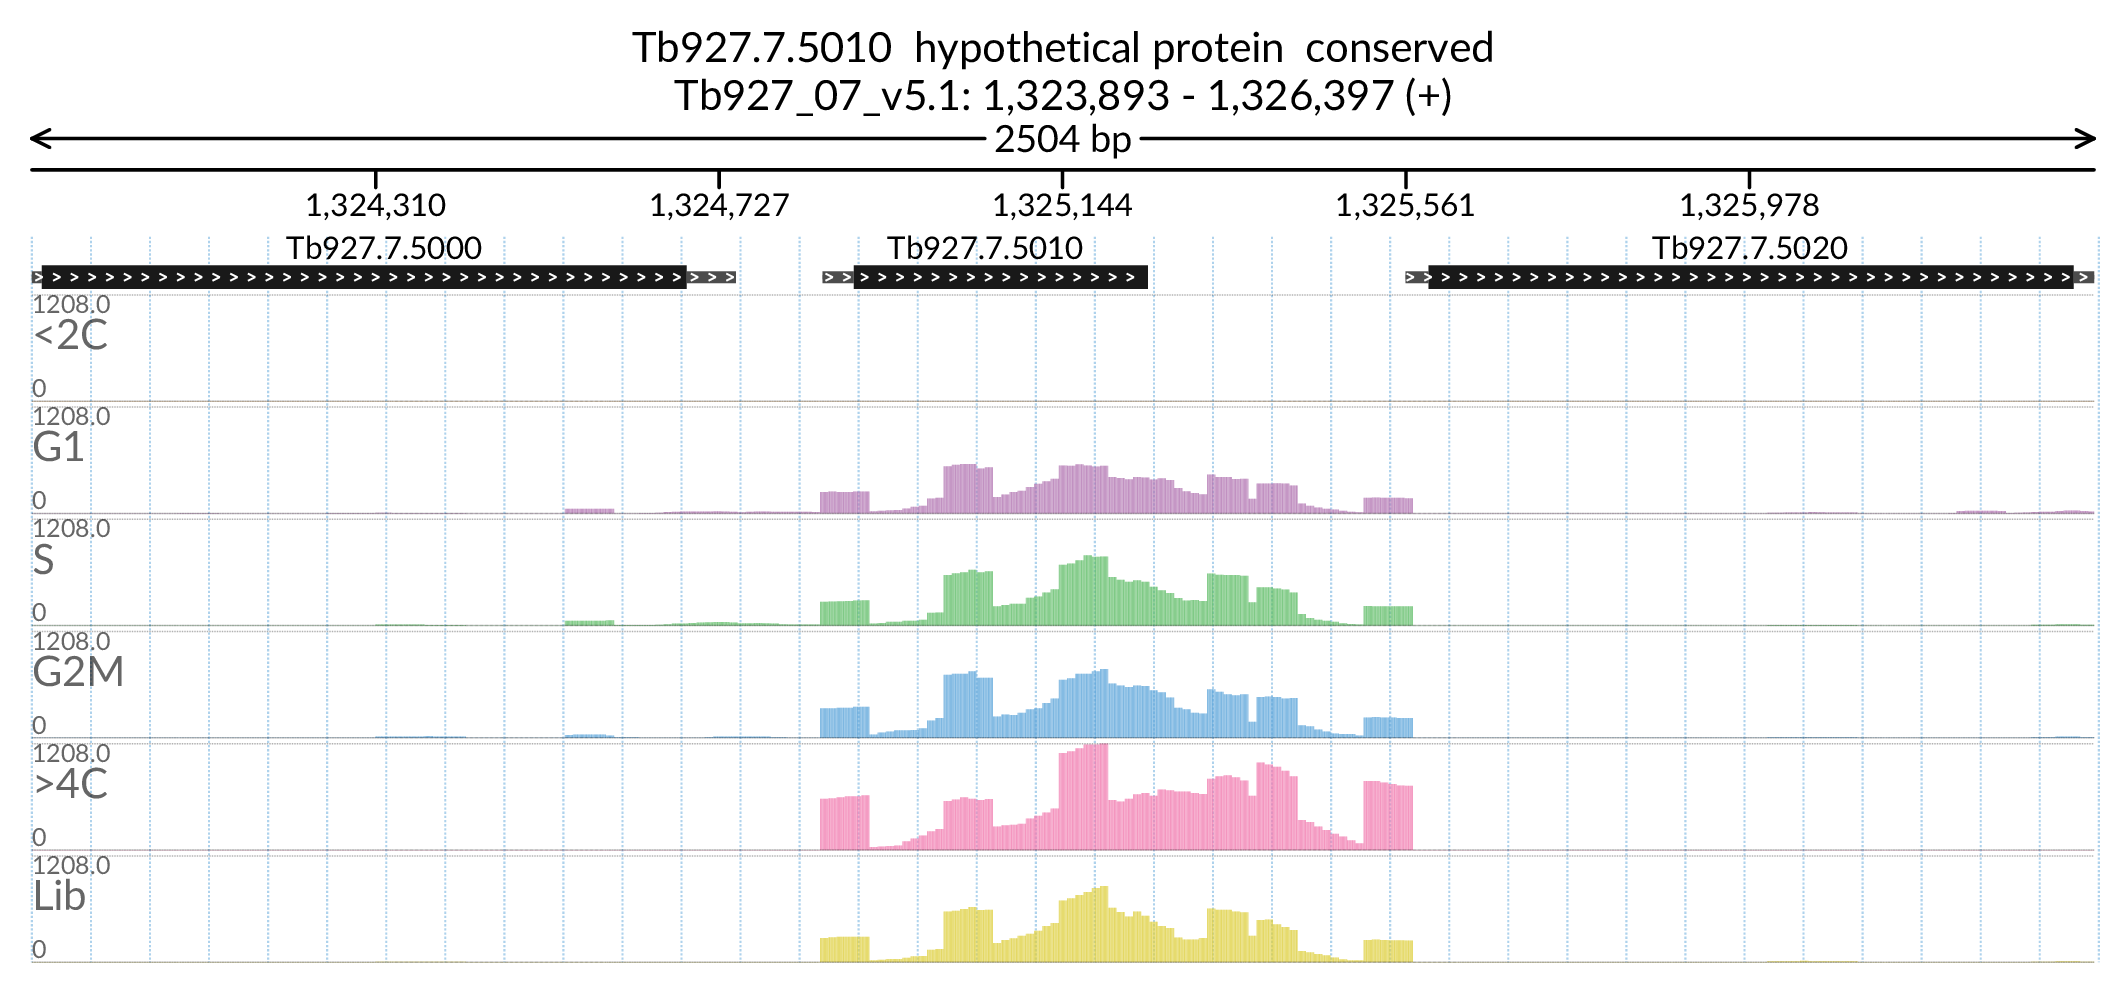 Tb927.7.5010  hypothetical protein  conserved
Tb927_07_v5.1: 1,323,893 - 1,326,397 (+)
2504 bp
1,324,310 1,324,727 1,325,144 1,325,561 1,325,978
Tb927.7.5000 Tb927.7.5010 Tb927.7.5020
1208.0
<2C
0
1208.0
G1
0
1208.0
S
0
1208.0
G2M
0
1208.0
>4C
0
1208.0
Lib
0